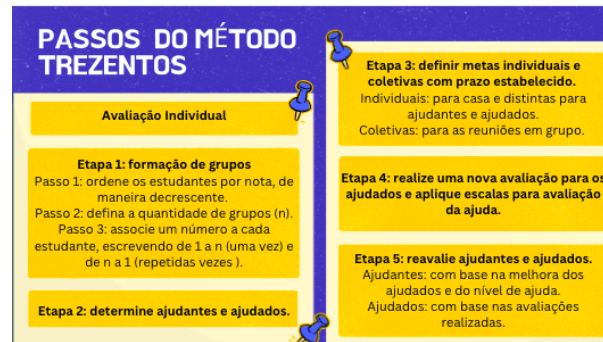 PASSOS DO MÉTODO
TREZENTOS
Avaliação Individual
Etapa 1: formação de grupos
Passo 1: ordene os estudantes por nota, de
maneira decrescente.
Passo 2: defina a quantidade de grupos (n).
Passo 3: associe um número a cada
estudante, escrevendo de 1 a n (uma vez) e
de n a 1 (repetidas vezes ).
Etapa 2: determine ajudantes e ajudados.
Etapa 3: definir metas individuais e
coletivas com prazo estabelecido.
Individuais: para casa e distintas para
ajudantes e ajudados.
Coletivas: para as reuniões em grupo.
Etapa 4: realize uma nova avaliação para os
ajudados e aplique escalas para avaliação
da ajuda.
Etapa 5: reavalie ajudantes e ajudados.
Ajudantes: com base na melhora dos
ajudados e do nível de ajuda.
Ajudados: com base nas avaliações
realizadas.